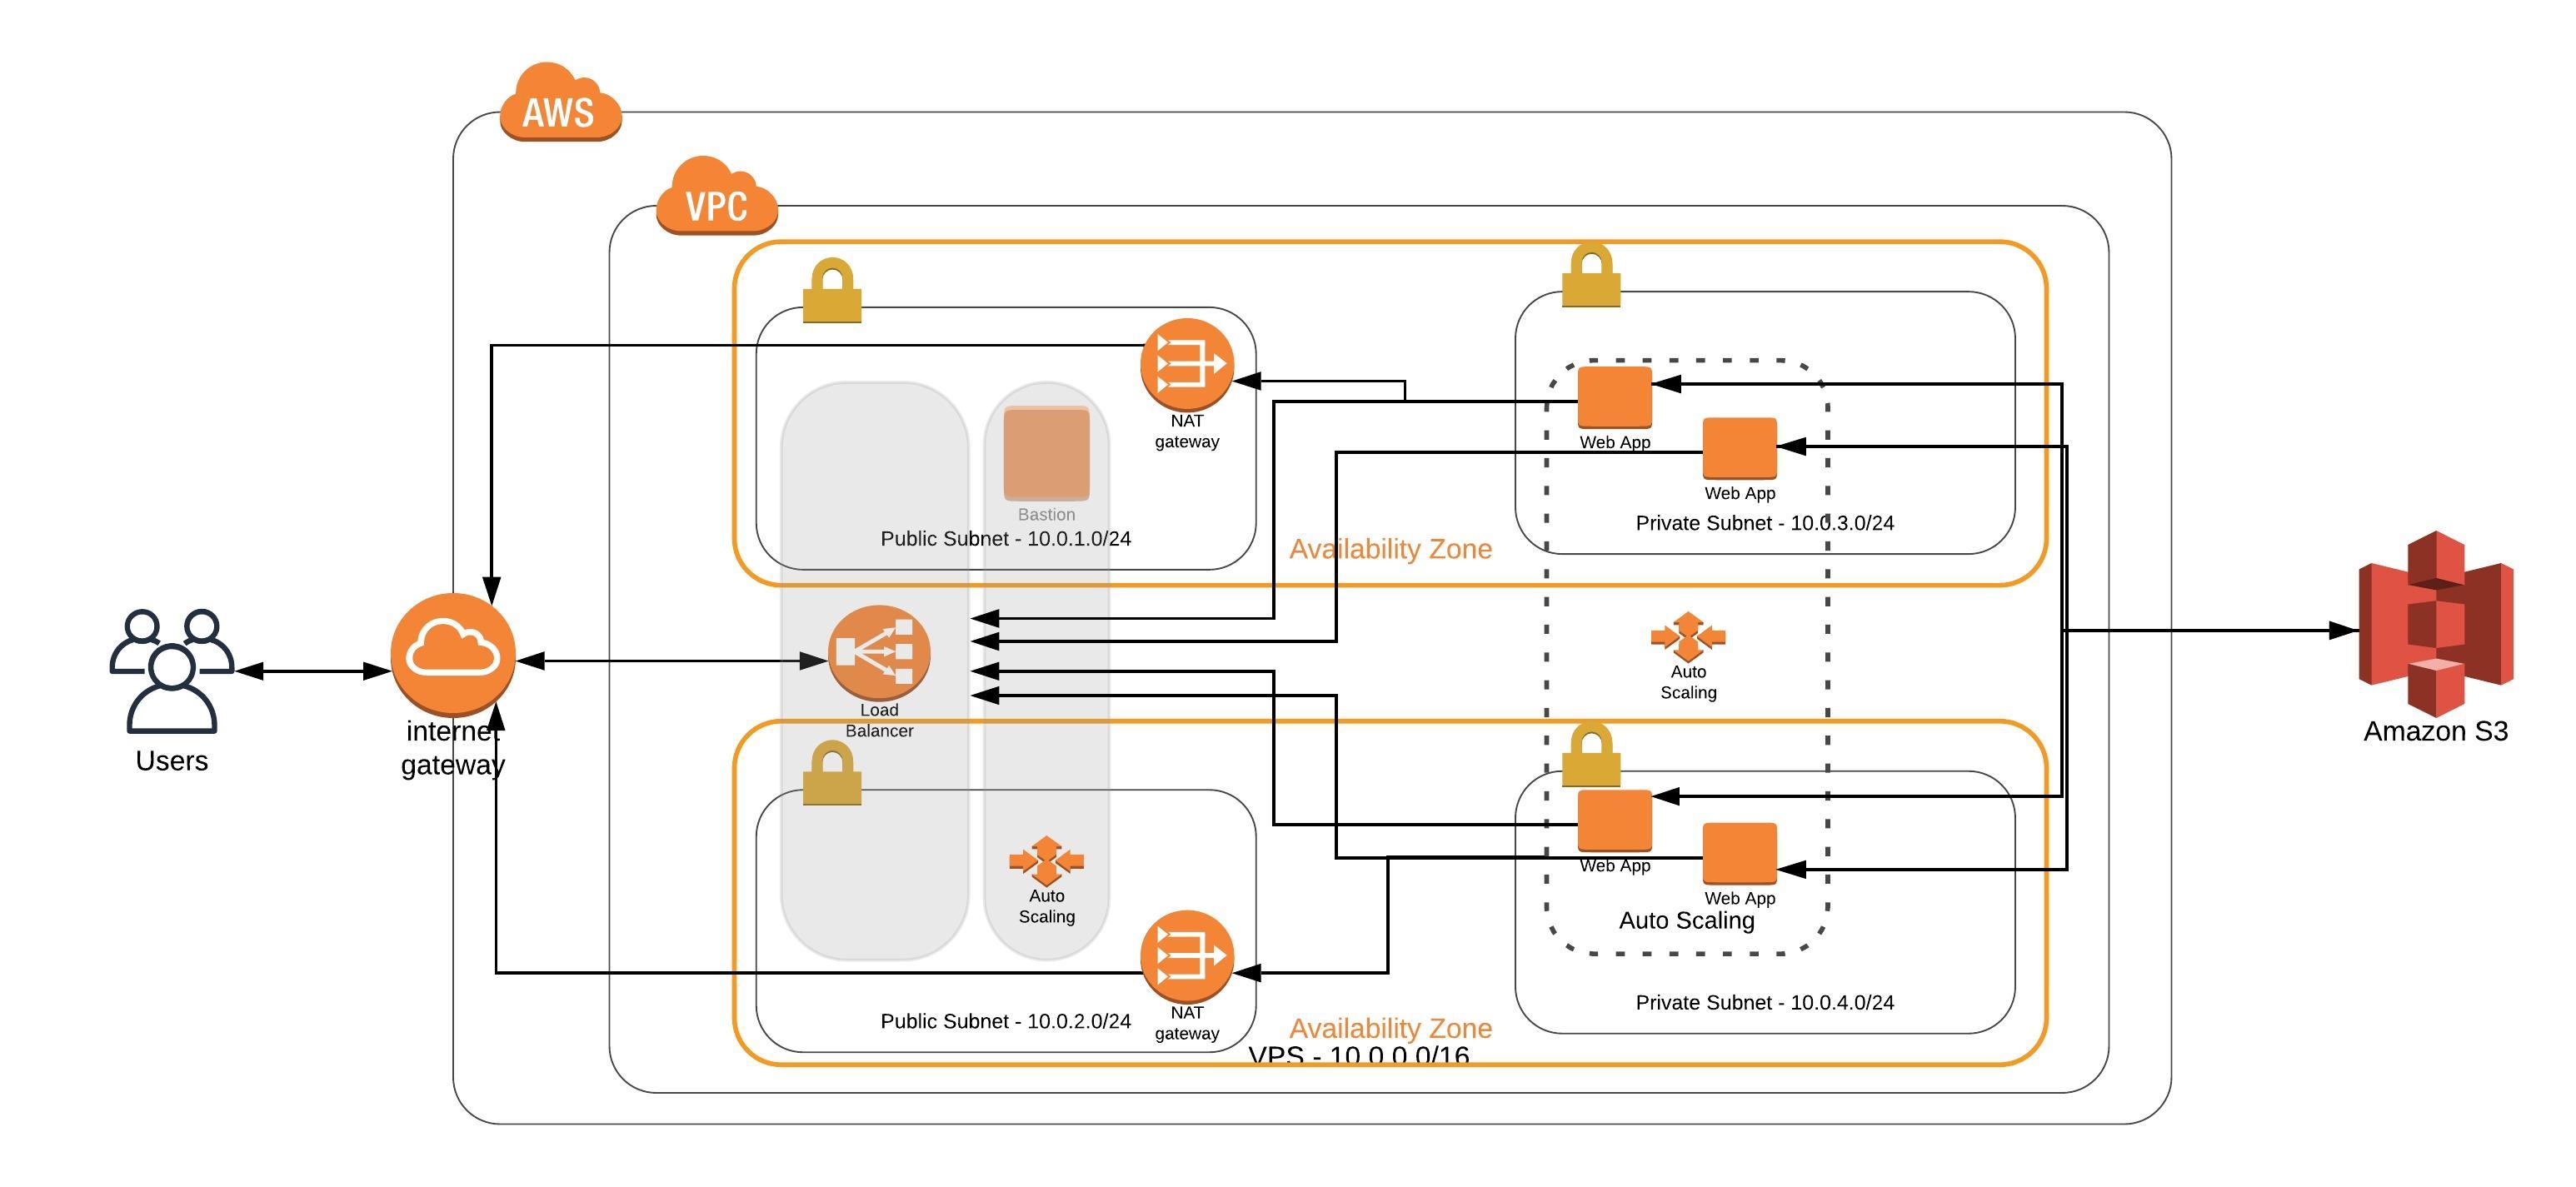 AWS
VPC
NAT
gateway
Bastion
Public Subnet - 10.0.1.0/24
Web App
Web App
Private Subnet - 10.0.3.0/24
Availability Zone
Users
internet
gateway
Load
Balancer
Auto
Scaling
Amazon S3
Auto
Scaling
NAT
gateway
Public Subnet - 10.0.2.0/24
Web App
Web App
Auto Scaling
Private Subnet - 10.0.4.0/24
Availability Zone
VPS - 10.0.0.0/16